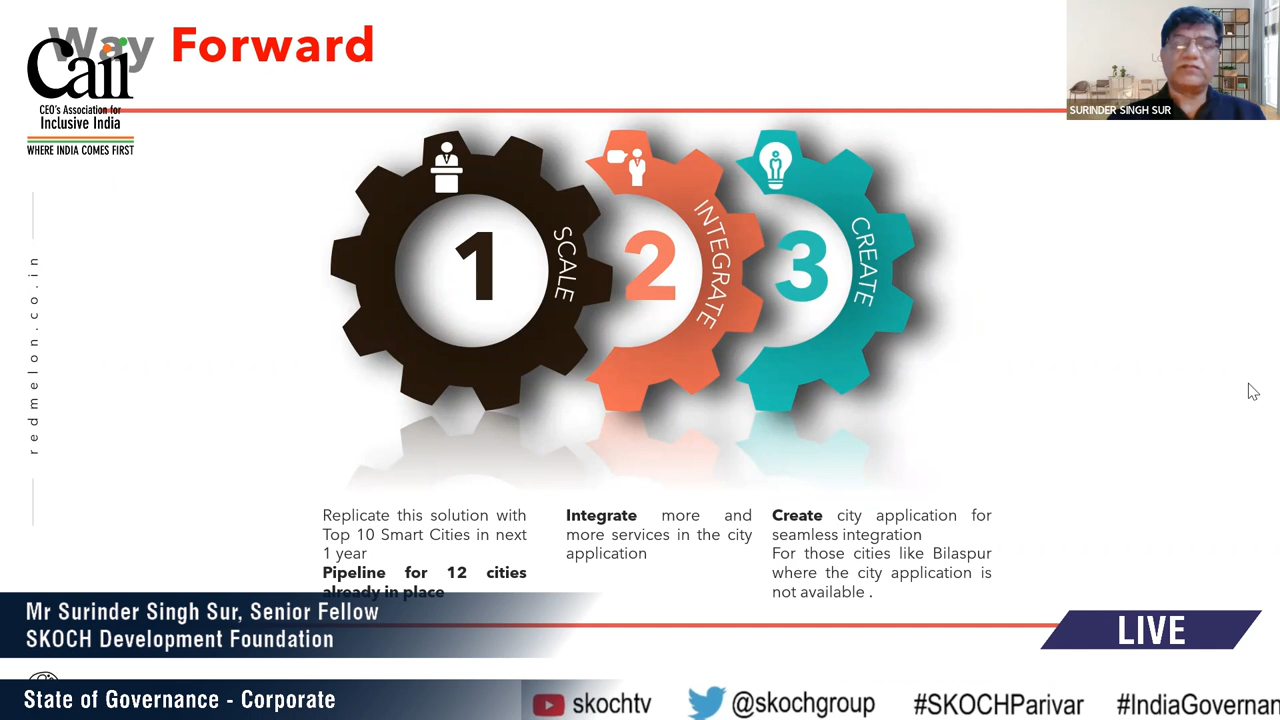 Way Forward
Caii
CEO's Association for
Inclusive India
WHERE INDIA COMES FIRST
SURINDER SINGH SUR
redmelon.co.in
1
SCALE
2
INTEGRATE
3
CREATE
Replicate this solution with
Top 10 Smart Cities in next
1 year
Pipeline for 12 cities
already in place
Integrate more and
more services in the city
application
Create city application for
seamless integration
For those cities like Bilaspur
where the city application is
not available .
Mr Surinder Singh Sur, Senior Fellow
SKOCH Development Foundation
LIVE
State of Governance - Corporate
skochtv
@skochgroup
#SKOCHParivar
#IndiaGovernan